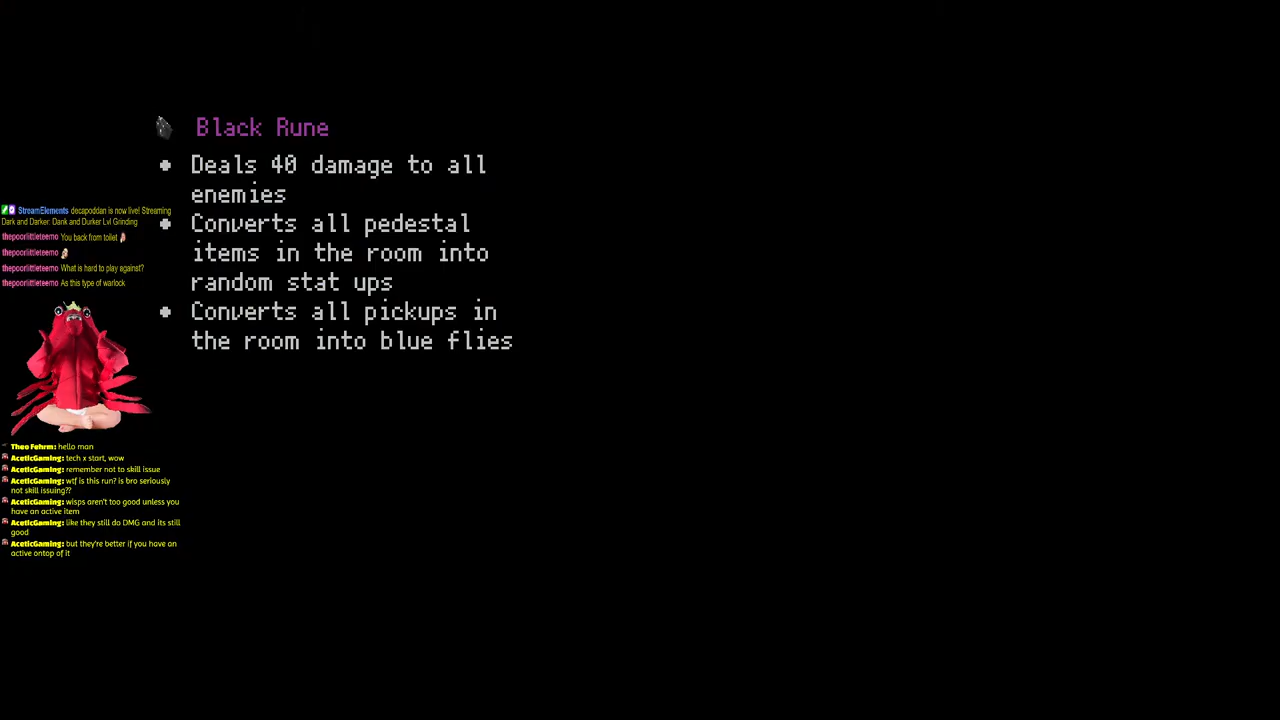 Black Rune
Deals 40 damage to all
enemies
Converts all pedestal
items in the room into
random stat ups
Converts all pickups in
the room into blue flies
StreamElements decapoddan is now live! Streaming
Dark and Darker: Dank and Durker Lvl Grinding
thepoorlittleteemo You back from toilet
thepoorlittleteemo
thepoorlittleteemo What is hard to play against?
thepoorlittleteemo As this type of warlock
Theo Fehrm: hello man
AceticGaming: tech x start, wow
AceticGaming: remember not to skill issue
AceticGaming: wtf is this run? is bro seriously
not skill issuing??
AceticGaming: wisps aren't too good unless you
have an active item
AceticGaming: like they still do DMG and its still
good
AceticGaming: but they're better if you have an
active ontop of it